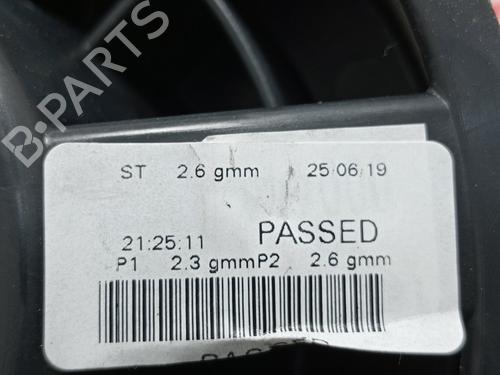 B-PARTS
ST 2.6 gmm 25/06/19
21:25:11 PASSED
P1 2.3 gmmP2 2.6 gmm
PASSED